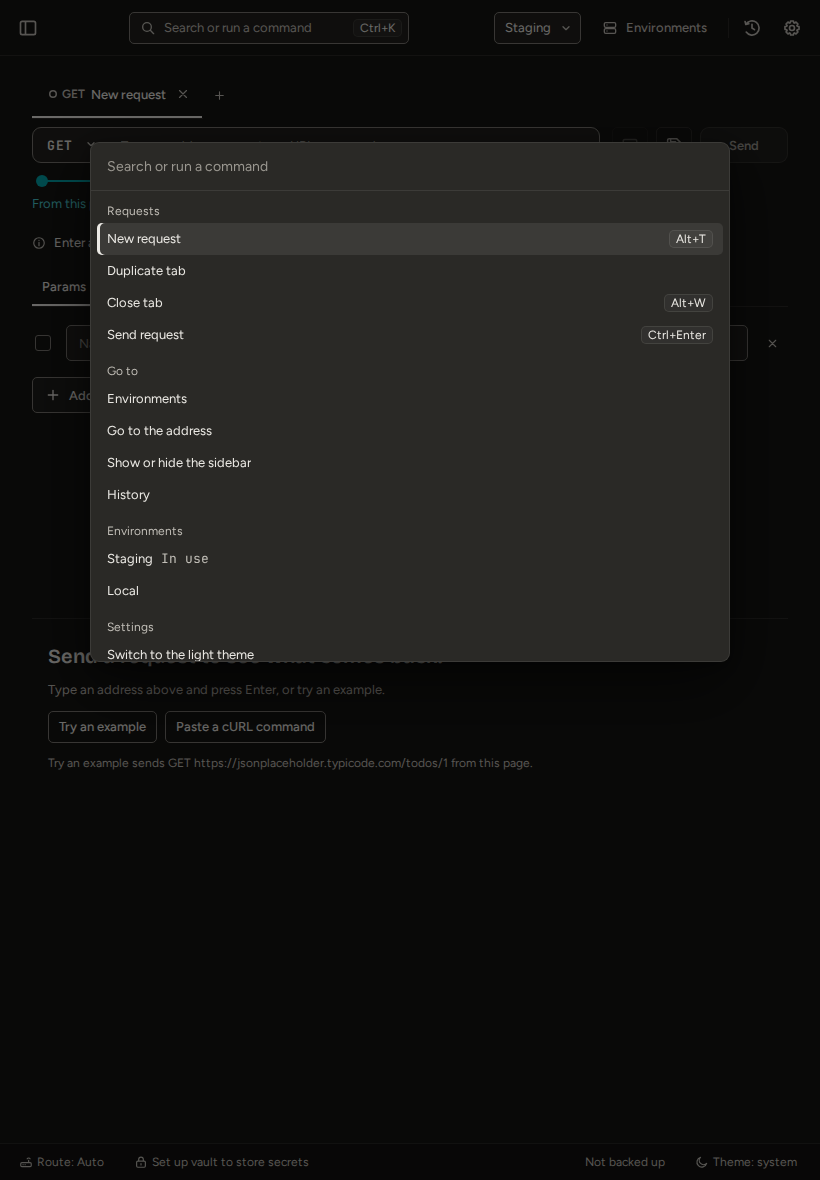 Search or run a command Ctrl+K Staging Environments
GET New request
GET Send
Search or run a command
From this
Requests
New request Alt+T
Enter
Duplicate tab
Params
Close tab Alt+W
Send request Ctrl+Enter
Go to
Environments
Go to the address
Show or hide the sidebar
History
Environments
Staging In use
Local
Settings
Switch to the light theme
Type an address above and press Enter, or try an example.
Try an example Paste a cURL command
Try an example sends GET https://jsonplaceholder.typicode.com/todos/1 from this page.
Route: Auto Set up vault to store secrets Not backed up Theme: system